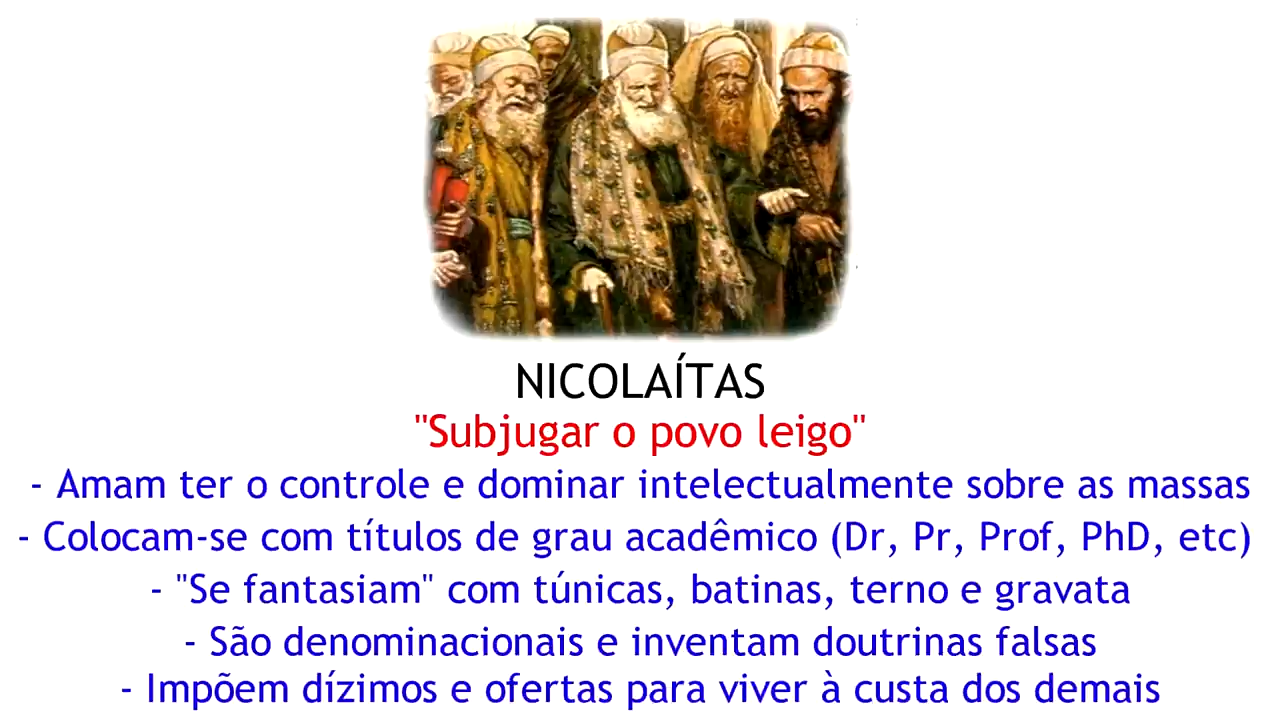 NICOLAÍTAS
"Subjugar o povo leigo"
- Amam ter o controle e dominar intelectualmente sobre as massas
- Colocam-se com títulos de grau acadêmico (Dr, Pr, Prof, PhD, etc)
- "Se fantasiam" com túnicas, batinas, terno e gravata
- São denominacionais e inventam doutrinas falsas
- Impõem dízimos e ofertas para viver à custa dos demais